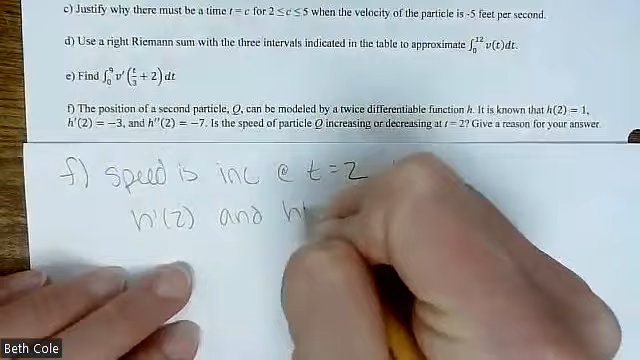 c) Justify why there must be a time t = c for 2 ≤ c ≤ 5 when the velocity of the particle is -5 feet per second.
d) Use a right Riemann sum with the three intervals indicated in the table to approximate ∫₀¹² v(t)dt.
e) Find ∫₀⁹ v′(t/3 + 2) dt
f) The position of a second particle, Q, can be modeled by a twice differentiable function h. It is known that h(2) = 1,
h′(2) = −3, and h″(2) = −7. Is the speed of particle Q increasing or decreasing at t = 2? Give a reason for your answer.
f) speed is inc @ t = 2
h'(2) and h
Beth Cole